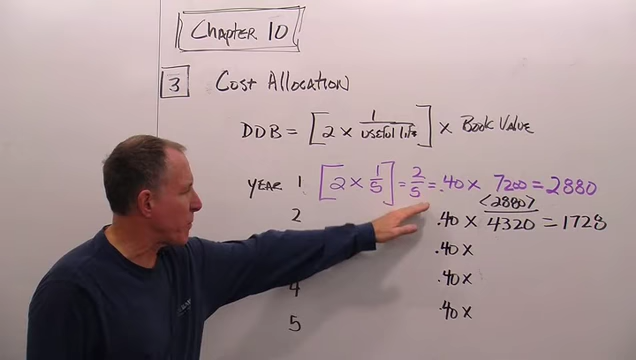 Chapter 10
3 Cost Allocation
DDB = [2 × 1/useful life] × Book Value
YEAR 1 [2 × 1/5] = 2/5 = .40 × 7200 = 2880
<2880>
2 .40 × 4320 = 1728
.40 ×
4 .40 ×
5 .40 ×